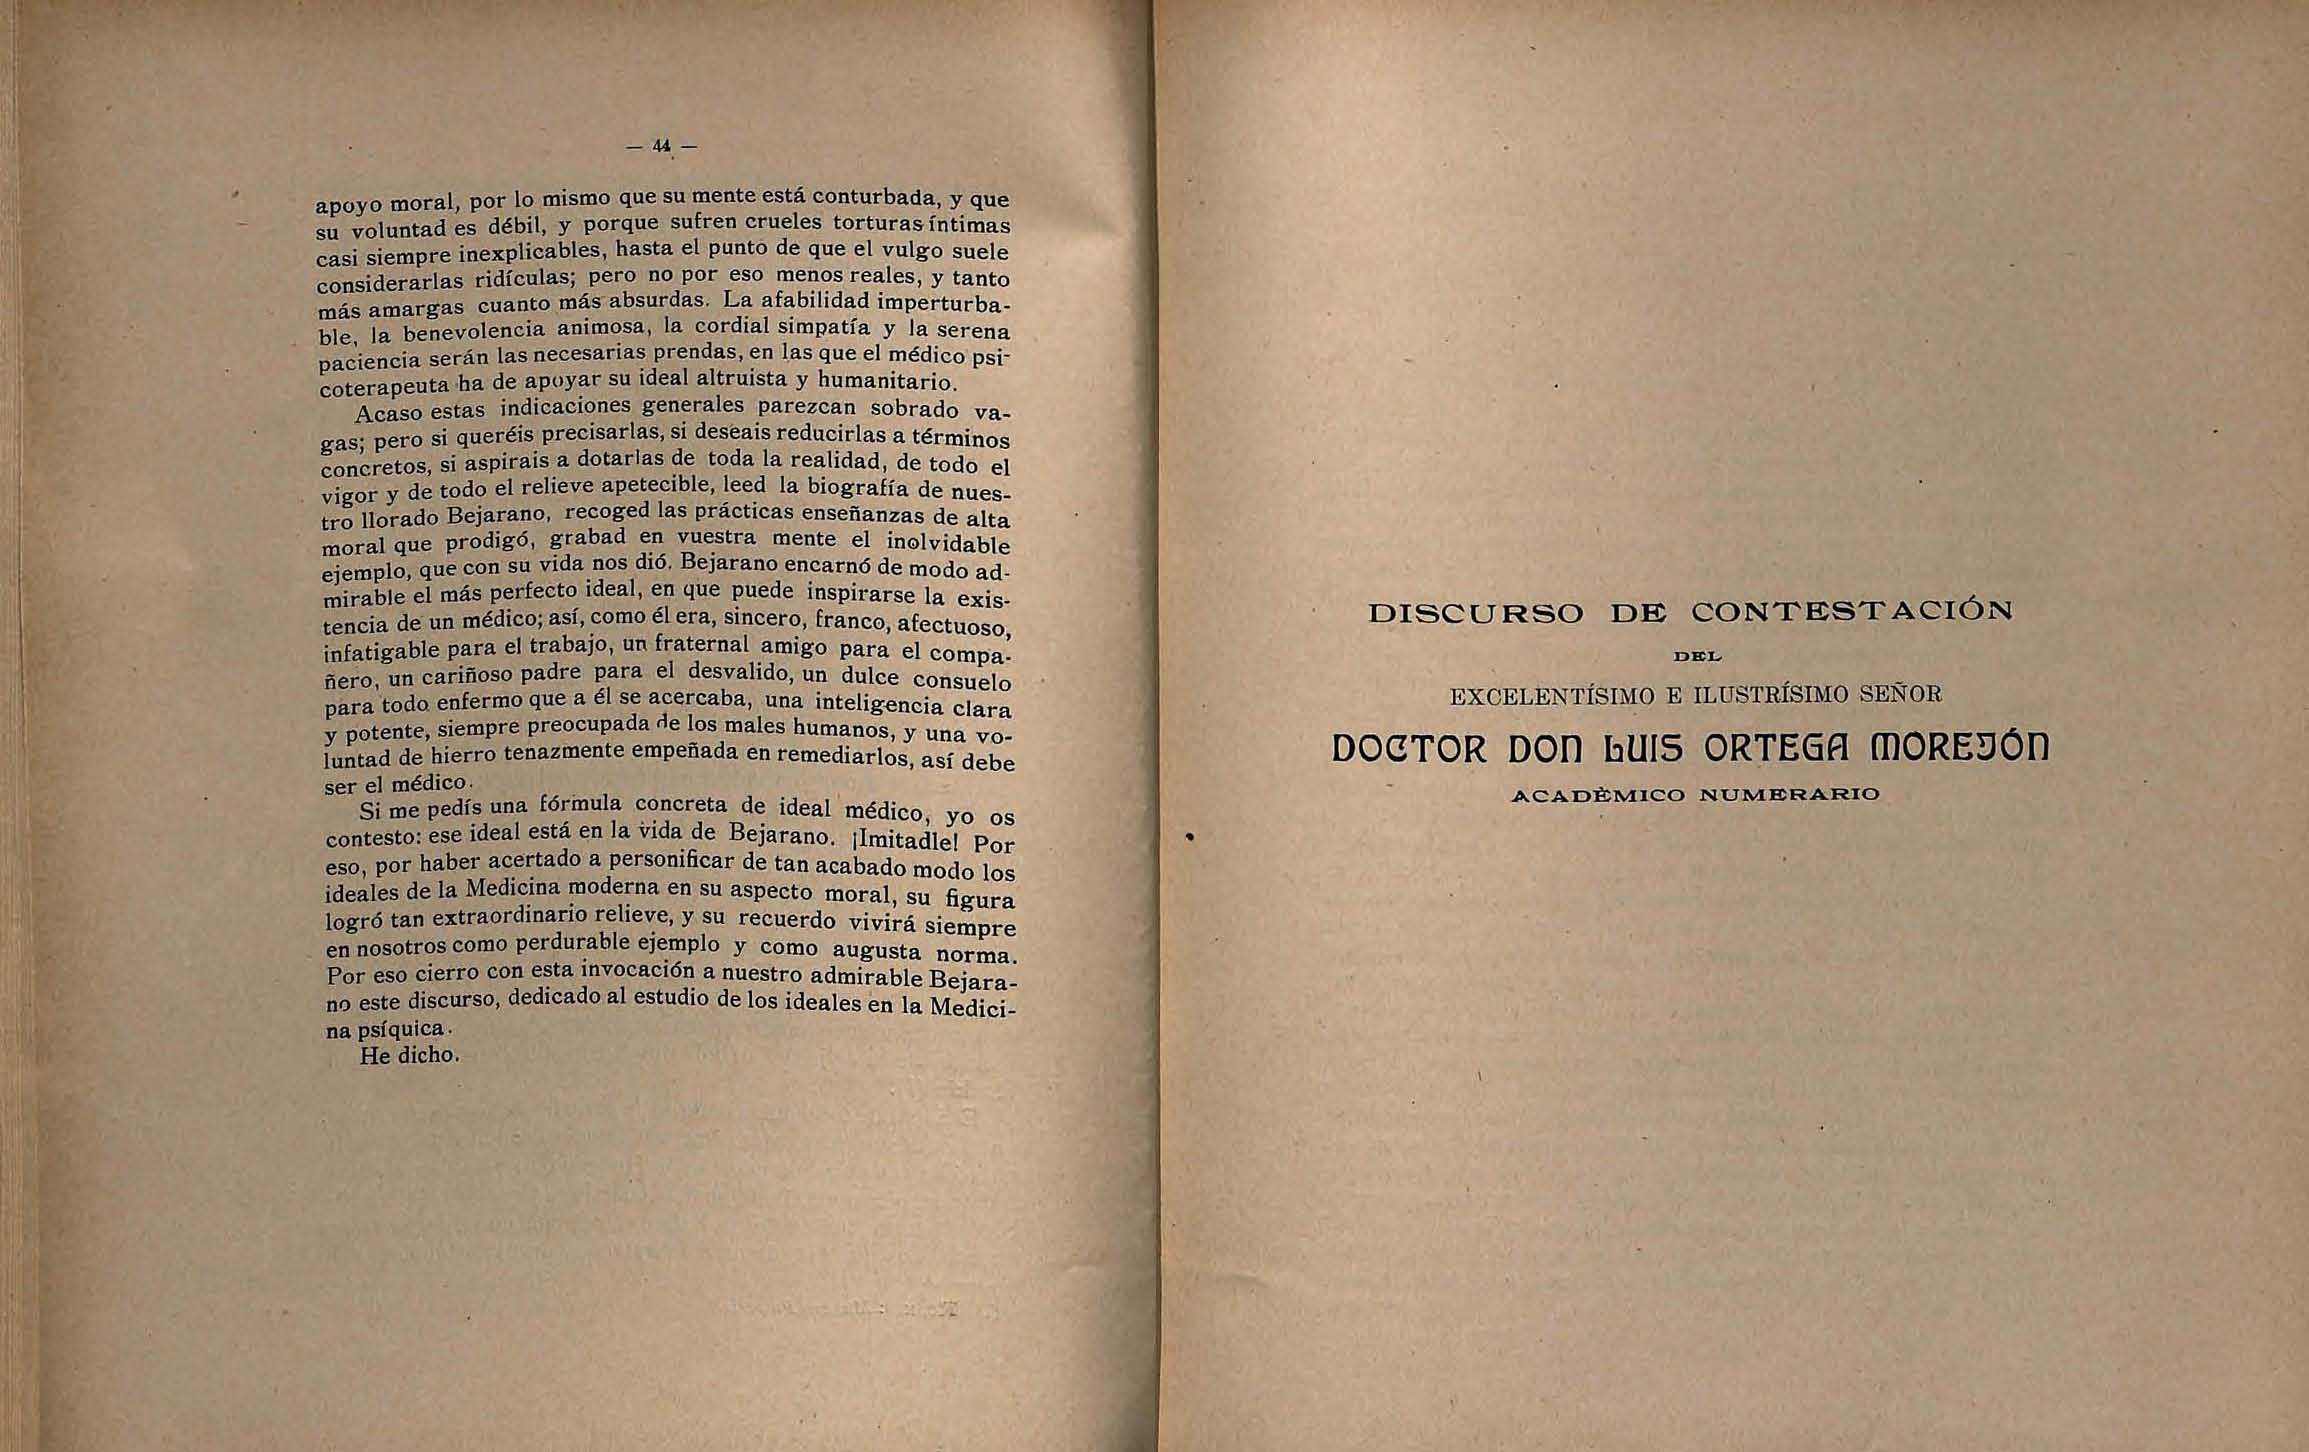 — 44 —
apoyo moral, por lo mismo que su mente está conturbada, y que
su voluntad es débil, y porque sufren crueles torturas íntimas
casi siempre inexplicables, hasta el punto de que el vulgo suele
considerarlas ridículas; pero no por eso menos reales, y tanto
más amargas cuanto más absurdas. La afabilidad imperturba-
ble, la benevolencia animosa, la cordial simpatía y la serena
paciencia serán las necesarias prendas, en las que el médico psi-
coterapeuta ha de apoyar su ideal altruista y humanitario.
Acaso estas indicaciones generales parezcan sobrado va-
gas; pero si queréis precisarlas, si deseais reducirlas a términos
concretos, si aspirais a dotarlas de toda la realidad, de todo el
vigor y de todo el relieve apetecible, leed la biografía de nues-
tro llorado Bejarano, recoged las prácticas enseñanzas de alta
moral que prodigó, grabad en vuestra mente el inolvidable
ejemplo, que con su vida nos dió. Bejarano encarnó de modo ad-
mirable el más perfecto ideal, en que puede inspirarse la exis-
tencia de un médico; así, como él era, sincero, franco, afectuoso,
infatigable para el trabajo, un fraternal amigo para el compa-
ñero, un cariñoso padre para el desvalido, un dulce consuelo
para todo enfermo que a él se acercaba, una inteligencia clara
y potente, siempre preocupada de los males humanos, y una vo-
luntad de hierro tenazmente empeñada en remediarlos, así debe
ser el médico.
Si me pedís una fórmula concreta de ideal médico, yo os
contesto: ese ideal está en la vida de Bejarano. ¡Imitadle! Por
eso, por haber acertado a personificar de tan acabado modo los
ideales de la Medicina moderna en su aspecto moral, su figura
logró tan extraordinario relieve, y su recuerdo vivirá siempre
en nosotros como perdurable ejemplo y como augusta norma.
Por eso cierro con esta invocación a nuestro admirable Bejara-
no este discurso, dedicado al estudio de los ideales en la Medici-
na psíquica.
He dicho.
DISCURSO DE CONTESTACIÓN
DEL
EXCELENTÍSIMO E ILUSTRÍSIMO SEÑOR
DOCTOR DON LUIS ORTEGA MOREJÓN
ACADÈMICO NUMERARIO